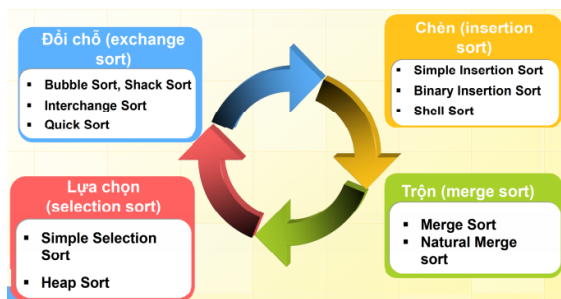 Đổi chỗ (exchange
sort)
▪ Bubble Sort, Shack Sort
▪ Interchange Sort
▪ Quick Sort
Chèn (insertion
sort)
▪ Simple Insertion Sort
▪ Binary Insertion Sort
▪ Shell Sort
Lựa chọn
(selection sort)
▪ Simple Selection
Sort
▪ Heap Sort
Trộn (merge sort)
▪ Merge Sort
▪ Natural Merge
sort